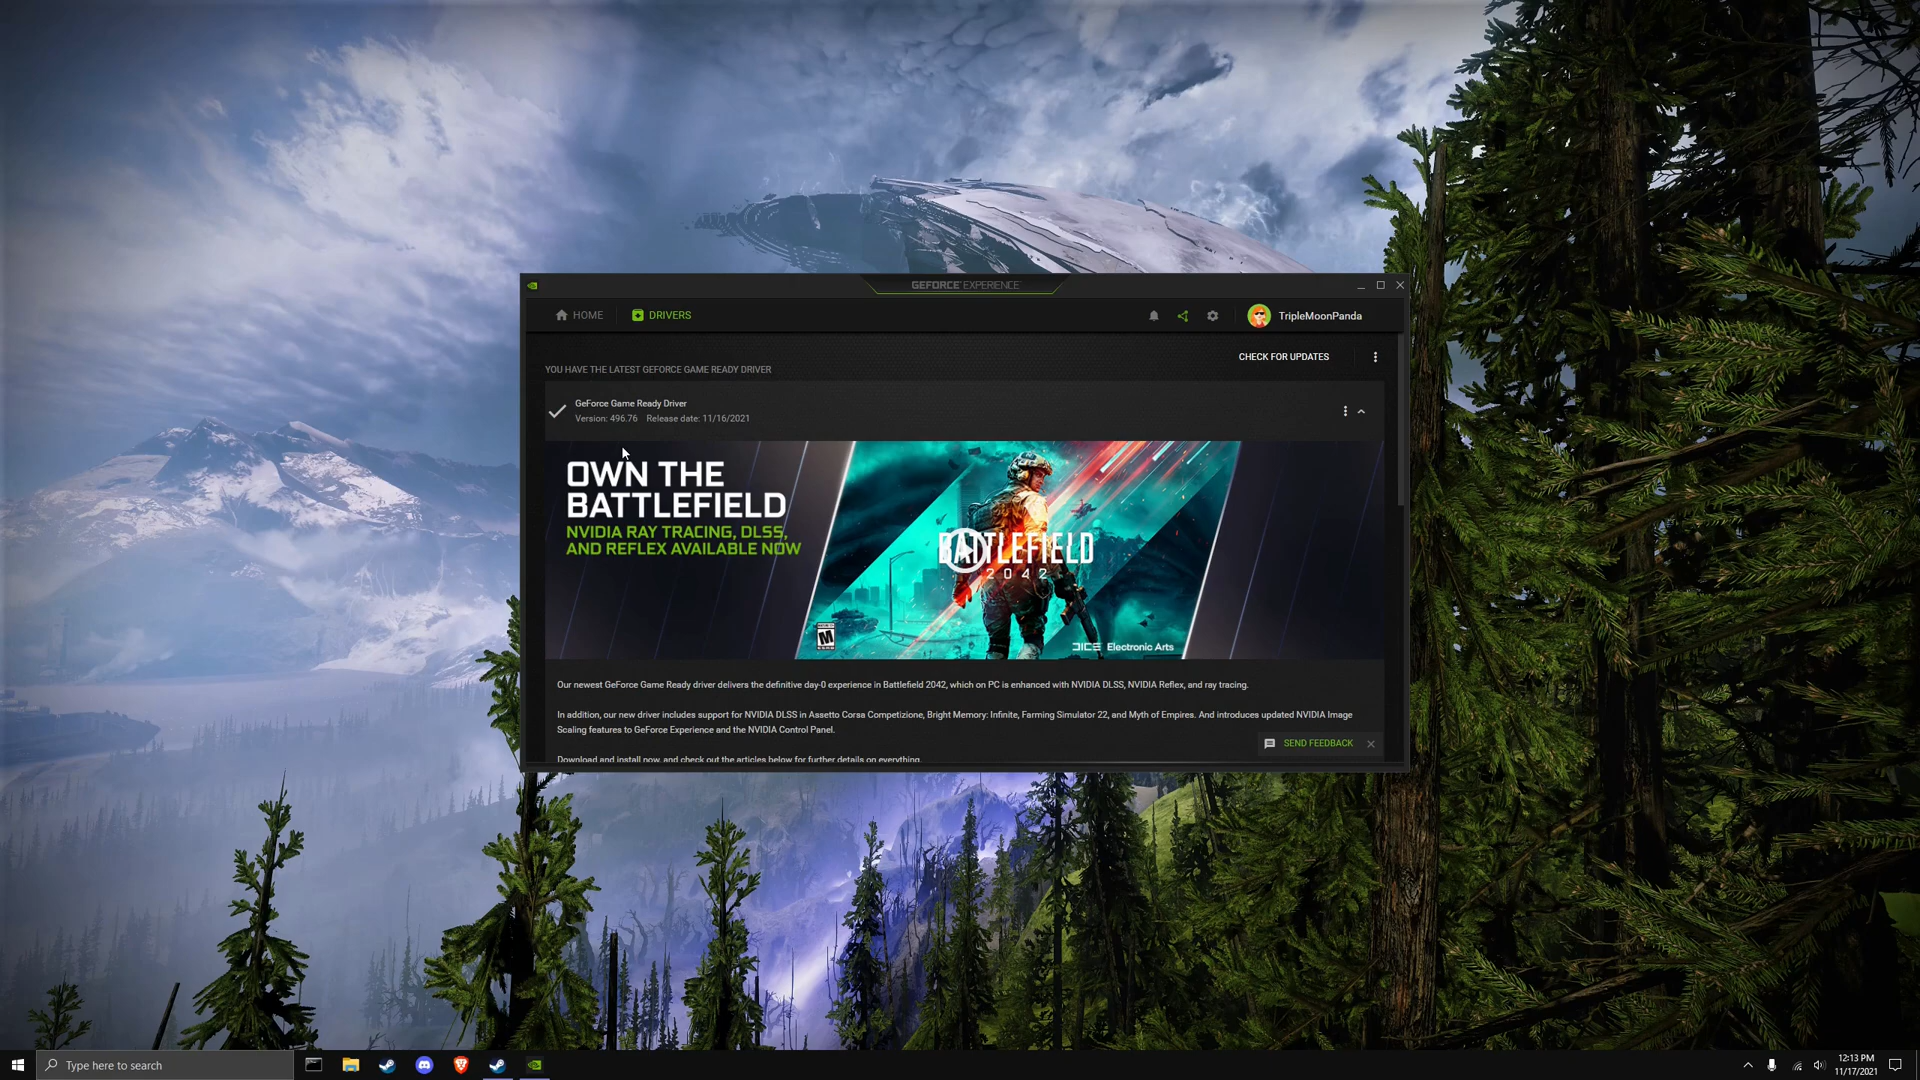 GEFORCE EXPERIENCE
HOME
DRIVERS
TripleMoonPanda
CHECK FOR UPDATES
YOU HAVE THE LATEST GEFORCE GAME READY DRIVER
GeForce Game Ready Driver
Version: 496.76 Release date: 11/16/2021
OWN THE
BATTLEFIELD
NVIDIA RAY TRACING, DLSS,
AND REFLEX AVAILABLE NOW
BATTLEFIELD
2042
M
DICE Electronic Arts
Our newest GeForce Game Ready driver delivers the definitive day-0 experience in Battlefield 2042, which on PC is enhanced with NVIDIA DLSS, NVIDIA Reflex, and ray tracing.
In addition, our new driver includes support for NVIDIA DLSS in Assetto Corsa Competizione, Bright Memory: Infinite, Farming Simulator 22, and Myth of Empires. And introduces updated NVIDIA Image
Scaling features to GeForce Experience and the NVIDIA Control Panel.
SEND FEEDBACK
Download and install now, and check out the articles below for further details on everything.
Type here to search
12:13 PM
11/17/2021